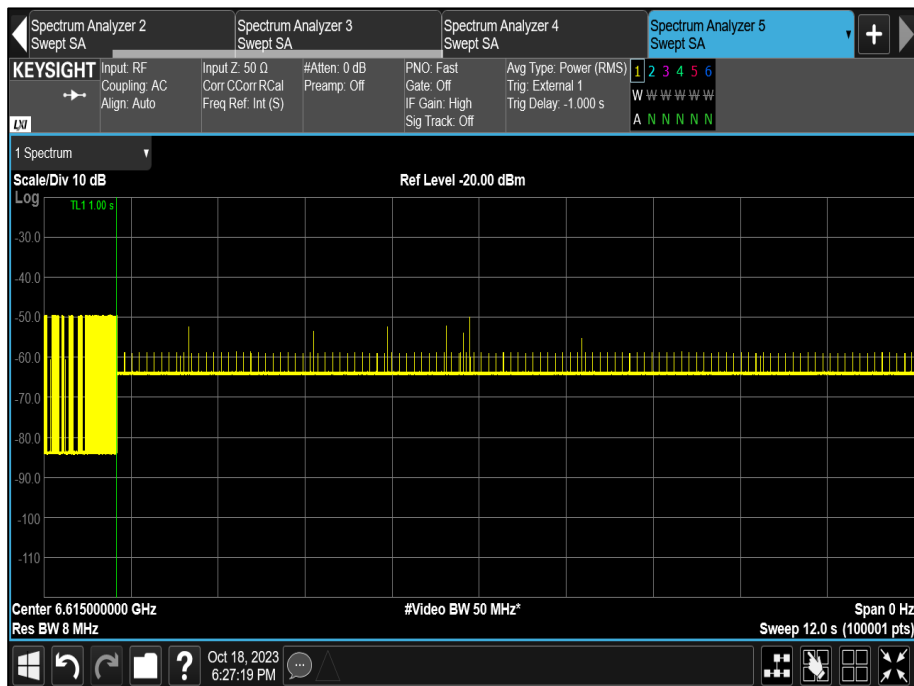 Spectrum Analyzer 2
Swept SA
Spectrum Analyzer 3
Swept SA
Spectrum Analyzer 4
Swept SA
Spectrum Analyzer 5
Swept SA
+
KEYSIGHT
LXI
Input: RF
Coupling: AC
Align: Auto
Input Z: 50 Ω
Corr CCorr RCal
Freq Ref: Int (S)
#Atten: 0 dB
Preamp: Off
PNO: Fast
Gate: Off
IF Gain: High
Sig Track: Off
Avg Type: Power (RMS)
Trig: External 1
Trig Delay: -1.000 s
1 2 3 4 5 6
W W W W W W
A N N N N N
1 Spectrum
Scale/Div 10 dB
Ref Level -20.00 dBm
Log
TL1 1.00 s
-30.0
-40.0
-50.0
-60.0
-70.0
-80.0
-90.0
-100
-110
Center 6.615000000 GHz
#Video BW 50 MHz*
Span 0 Hz
Res BW 8 MHz
Sweep 12.0 s (100001 pts)
?
Oct 18, 2023
6:27:19 PM